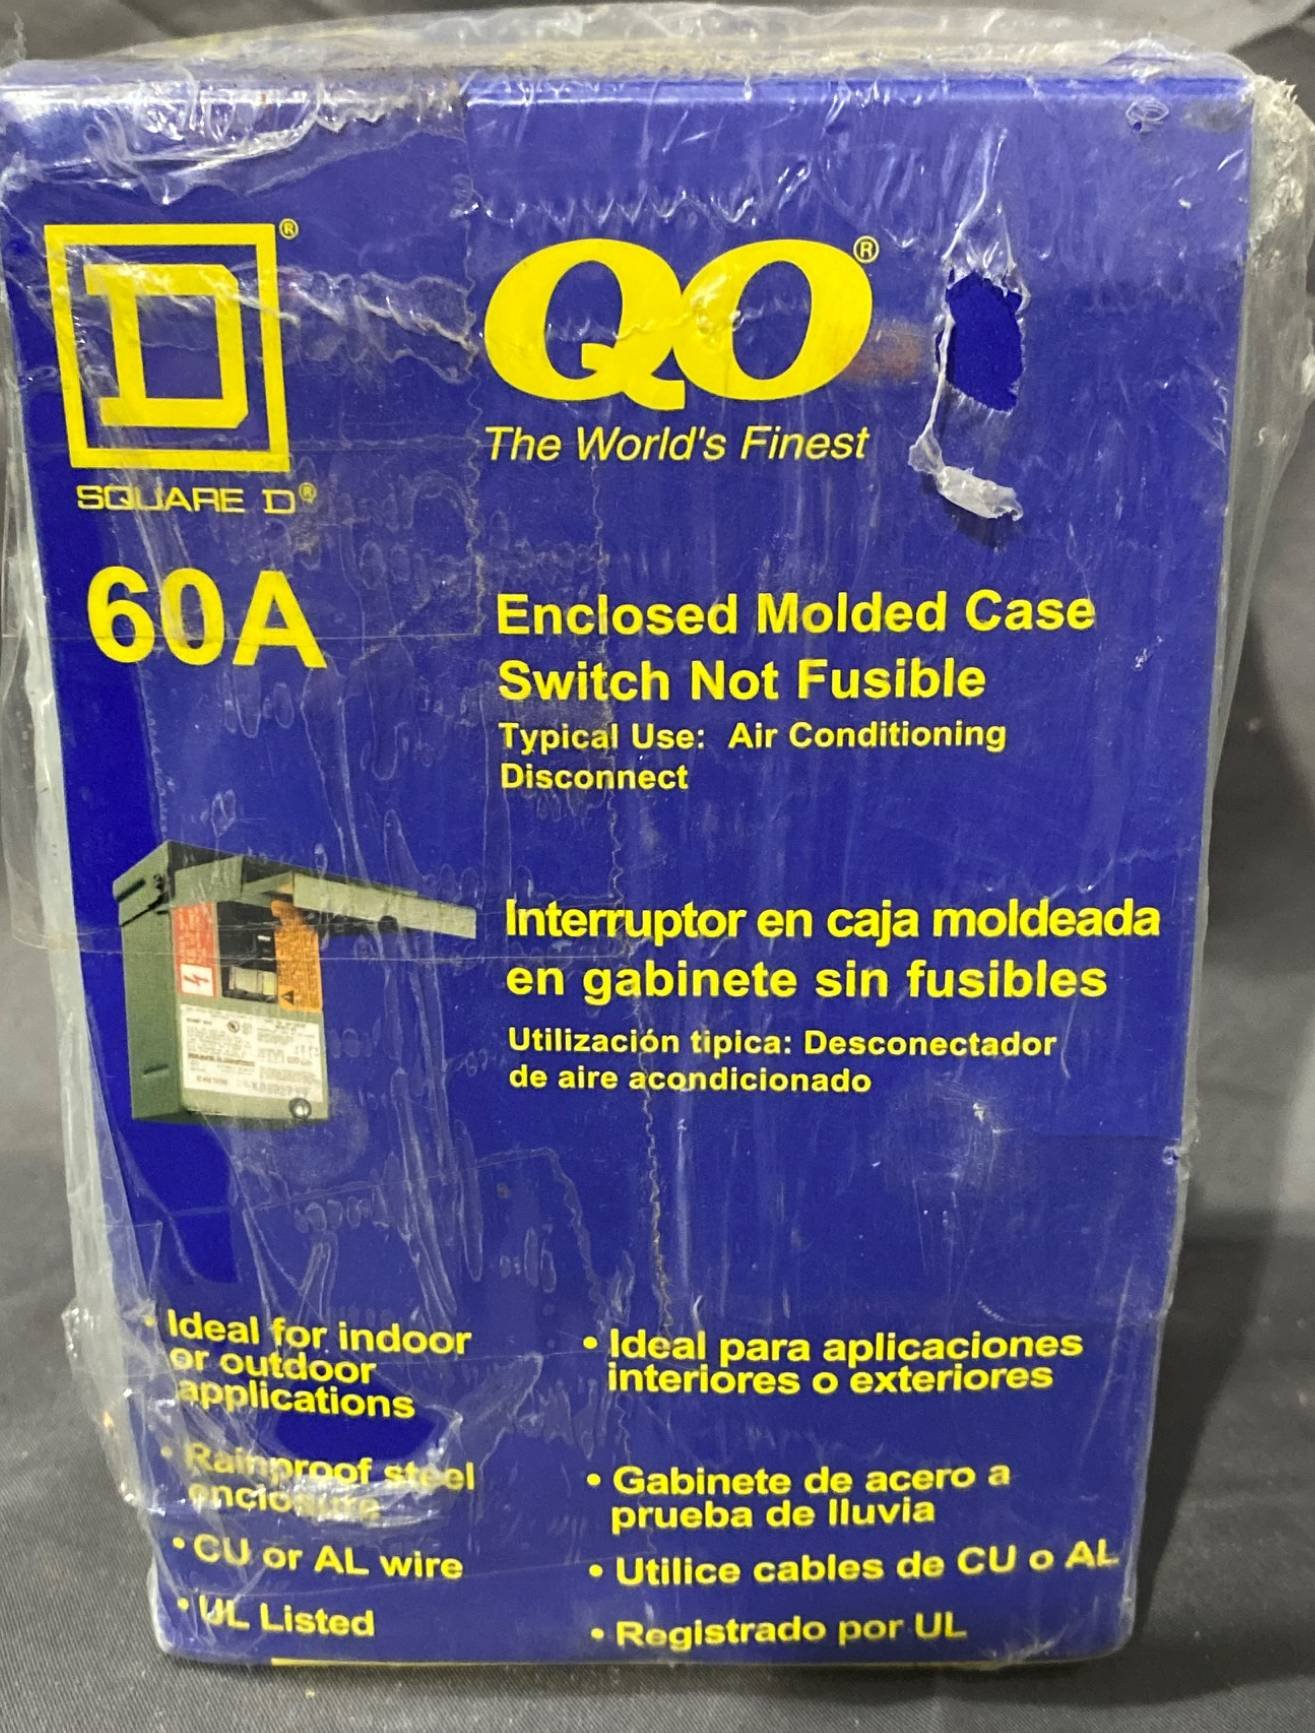 D®
SQUARE D®
QO®
The World's Finest
60A
Enclosed Molded Case
Switch Not Fusible
Typical Use: Air Conditioning
Disconnect
Interruptor en caja moldeada
en gabinete sin fusibles
Utilización tipica: Desconectador
de aire acondicionado
• Ideal for indoor
or outdoor
applications
• Rainproof steel
enclosure
• CU or AL wire
• UL Listed
• Ideal para aplicaciones
interiores o exteriores
• Gabinete de acero a
prueba de lluvia
• Utilice cables de CU o AL
• Registrado por UL